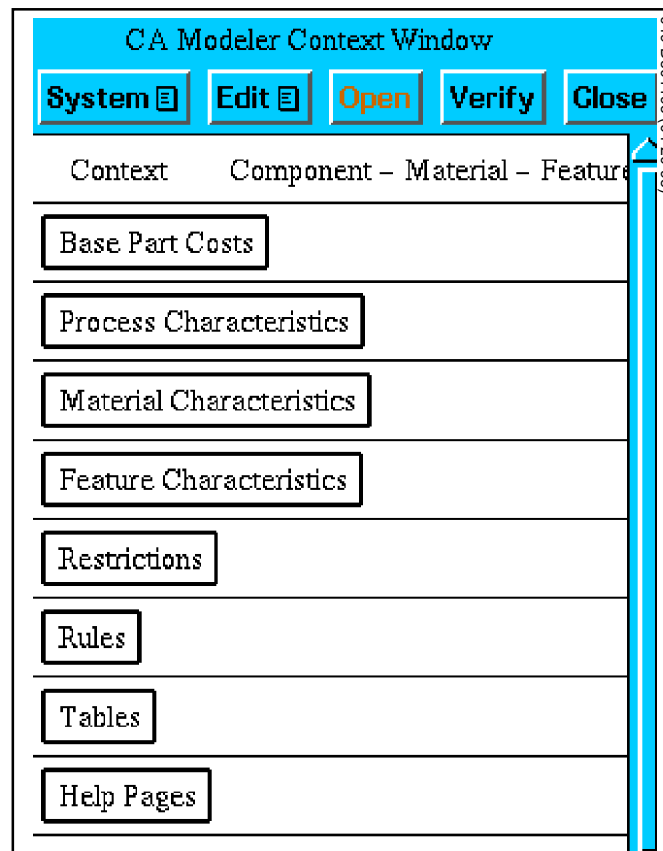 CA Modeler Context Window
System Edit Open Verify Close
Context Component – Material – Feature
Base Part Costs
Process Characteristics
Material Characteristics
Feature Characteristics
Restrictions
Rules
Tables
Help Pages